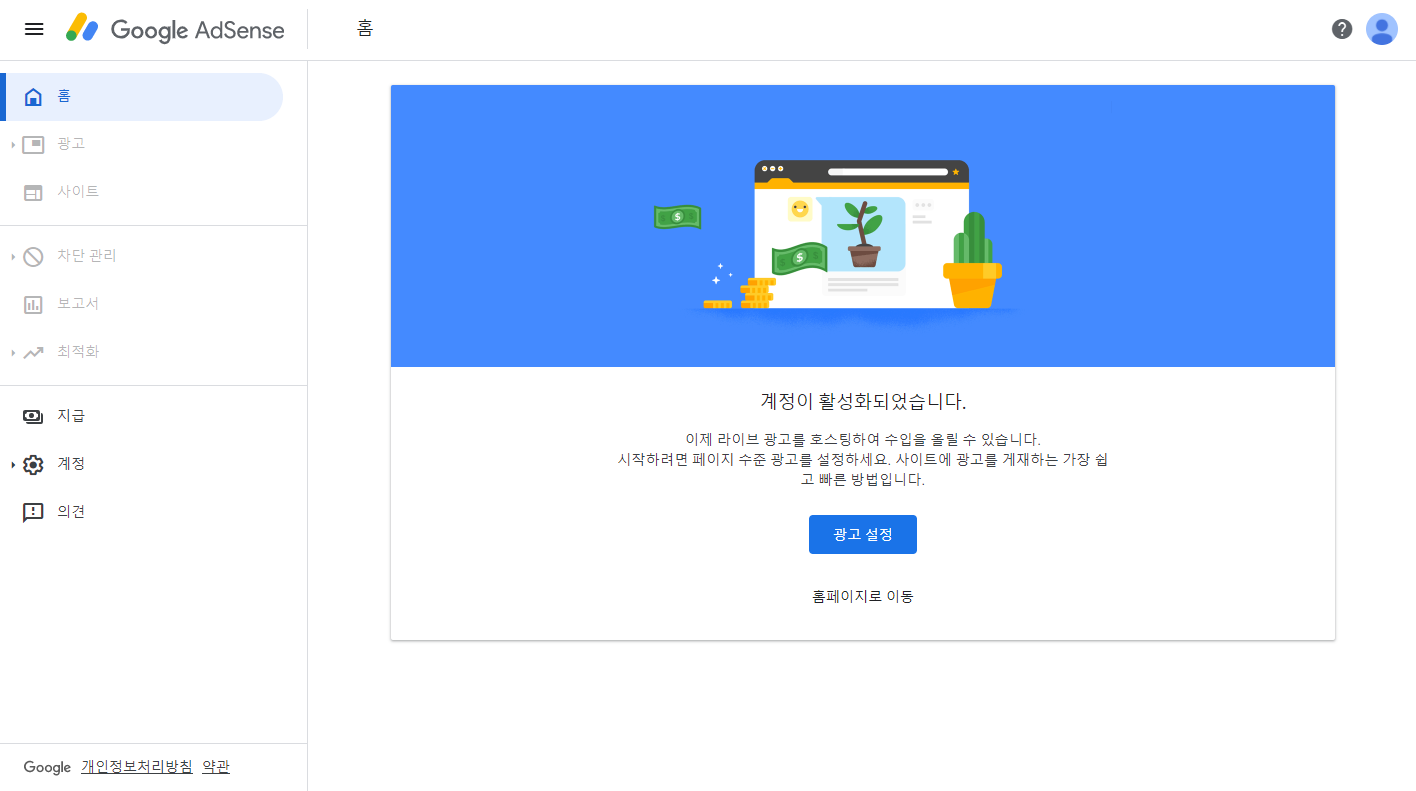 Google AdSense
홈
홈
광고
사이트
차단 관리
보고서
최적화
지급
계정
의견
계정이 활성화되었습니다.
이제 라이브 광고를 호스팅하여 수입을 올릴 수 있습니다.
시작하려면 페이지 수준 광고를 설정하세요. 사이트에 광고를 게재하는 가장 쉽
고 빠른 방법입니다.
광고 설정
홈페이지로 이동
Google 개인정보처리방침 약관